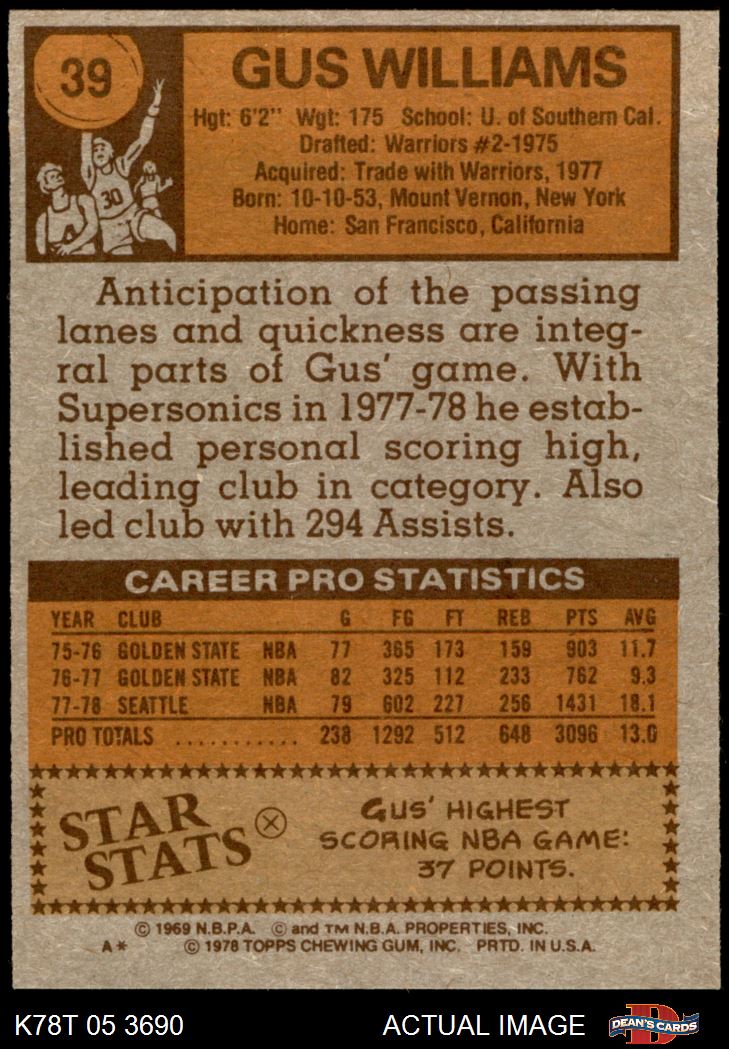 39
GUS WILLIAMS
Hgt: 6'2" Wgt: 175 School: U. of Southern Cal.
Drafted: Warriors #2-1975
Acquired: Trade with Warriors, 1977
Born: 10-10-53, Mount Vernon, New York
Home: San Francisco, California
30
4
Anticipation of the passing
lanes and quickness are integ-
ral parts of Gus' game. With
Supersonics in 1977-78 he estab-
lished personal scoring high,
leading club in category. Also
led club with 294 Assists.
CAREER PRO STATISTICS
YEAR CLUB G FG FT REB PTS AVG
75-76 GOLDEN STATE NBA 77 365 173 159 903 11.7
76-77 GOLDEN STATE NBA 82 325 112 233 762 9.3
77-78 SEATTLE NBA 79 602 227 256 1431 18.1
PRO TOTALS ........... 238 1292 512 648 3096 13.0
STAR
STATS
GUS' HIGHEST
SCORING NBA GAME:
37 POINTS.
© 1969 N.B.P.A. © and TM N.B.A. PROPERTIES, INC.
A* © 1978 TOPPS CHEWING GUM, INC. PRTD. IN U.S.A.
K78T 05 3690 ACTUAL IMAGE DEAN'S CARDS